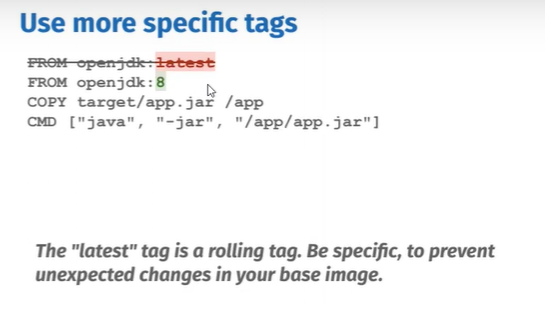 Use more specific tags
FROM openjdk:latest
FROM openjdk:8
COPY target/app.jar /app
CMD ["java", "-jar", "/app/app.jar"]
The "latest" tag is a rolling tag. Be specific, to prevent
unexpected changes in your base image.